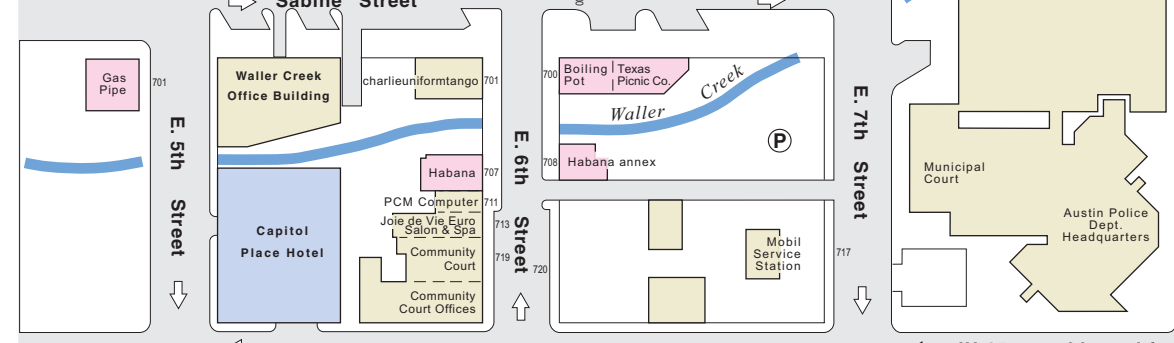 Sabine Street
Gas
Pipe
701
E. 5th Street
Waller Creek
Office Building
charlieuniformtango
701
Capitol
Place Hotel
Habana
707
PCM Computer
711
Joie de Vie Euro
Salon & Spa
713
Community
Court
719
Community
Court Offices
E. 6th Street
700
Boiling
Pot
Texas
Picnic Co.
Waller Creek
P
708
Habana annex
720
Mobil
Service
Station
717
E. 7th Street
Municipal
Court
Austin Police
Dept.
Headquarters